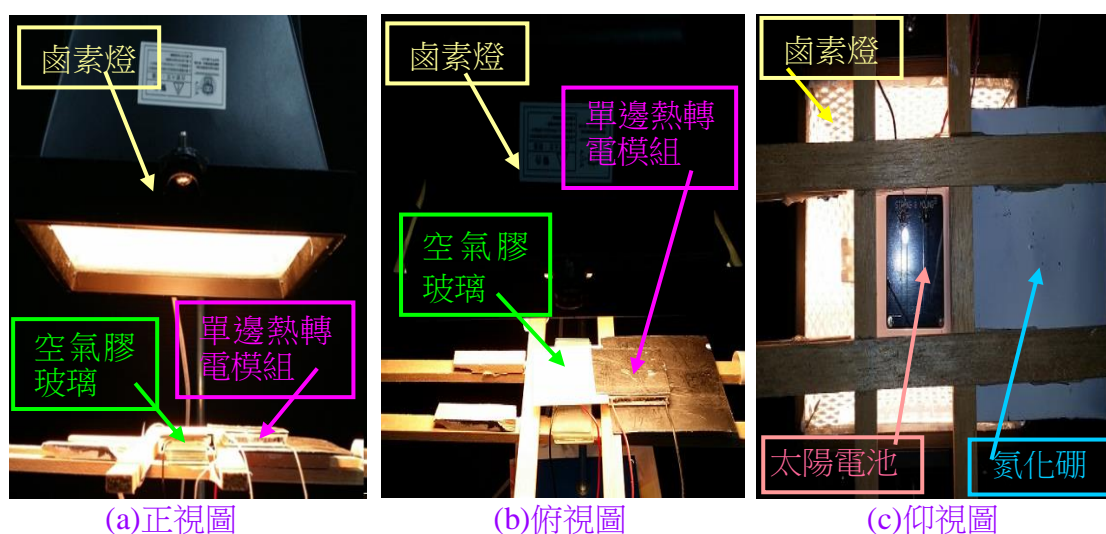 鹵素燈
空氣膠
玻璃
單邊熱轉
電模組
(a)正視圖
鹵素燈
單邊熱轉
電模組
空氣膠
玻璃
(b)俯視圖
鹵素燈
太陽電池
氮化硼
(c)仰視圖